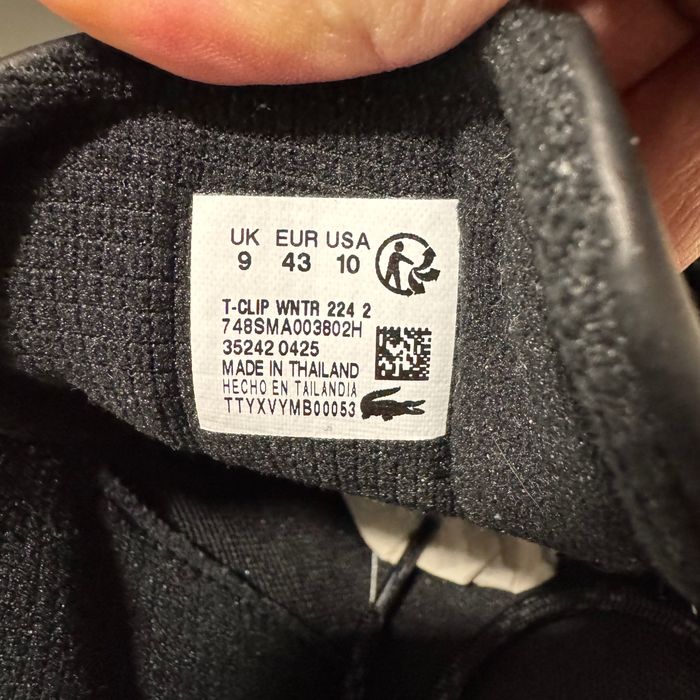 UK EUR USA
9 43 10
T-CLIP WNTR 224 2
748SMA003802H
35242 0425
MADE IN THAILAND
HECHO EN TAILANDIA
TTYXVYMB00053